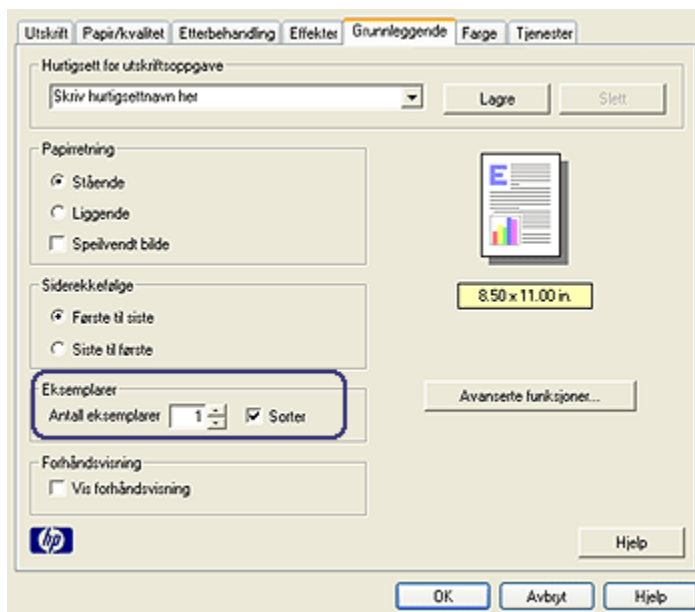 Utskrift Papir/kvalitet Etterbehandling Effekter Grunnleggende Farge Tjenester
Hurtigsett for utskriftsoppgave
Skriv hurtigsettnavn her Lagre Slett
Papirretning
Stående
Liggende
Speilvendt bilde
E
8.50 x 11.00 in.
Siderekkefølge
Første til siste
Siste til første
Eksemplarer
Antall eksemplarer 1 Sorter
Avanserte funksjoner...
Forhåndsvisning
Vis forhåndsvisning
hp
Hjelp
OK Avbryt Hjelp